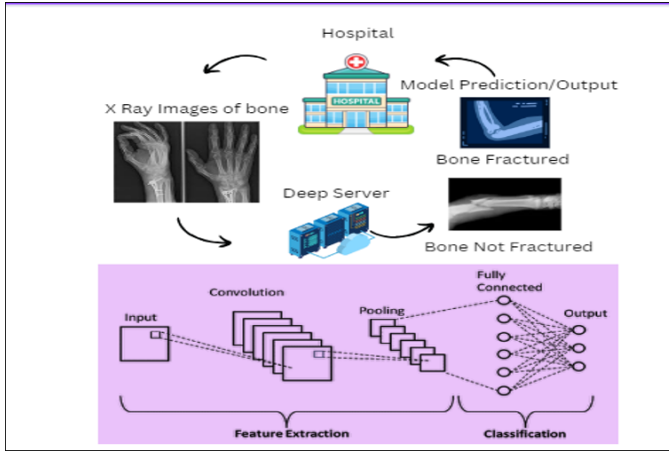 Hospital
HOSPITAL
Model Prediction/Output
X Ray Images of bone
Bone Fractured
Deep Server
Bone Not Fractured
Fully
Connected
Convolution
Pooling
Input
Output
Feature Extraction
Classification